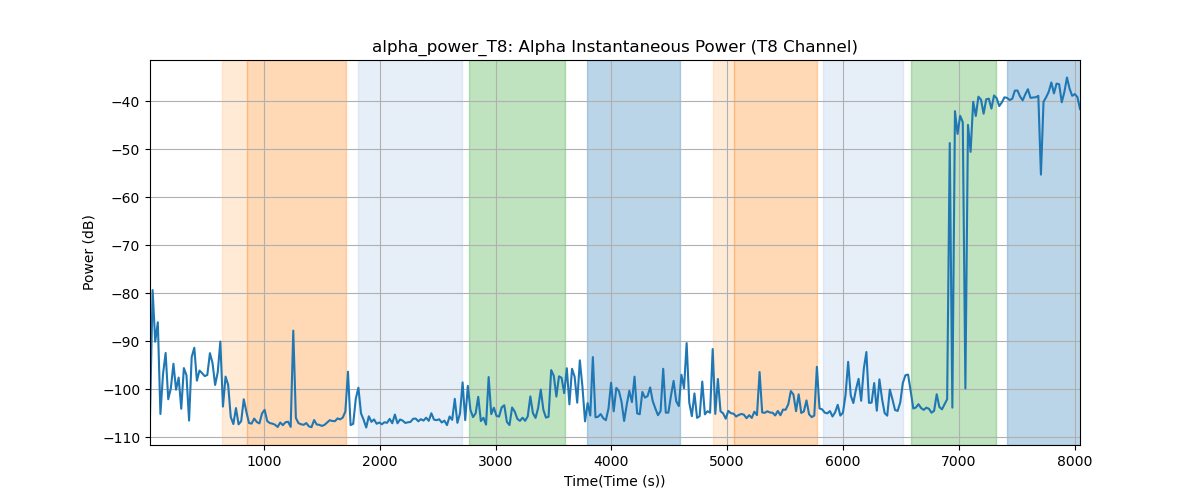 alpha_power_T8: Alpha Instantaneous Power (T8 Channel)
Power (dB)
−40
−50
−60
−70
−80
−90
−100
−110
1000 2000 3000 4000 5000 6000 7000 8000
Time(Time (s))